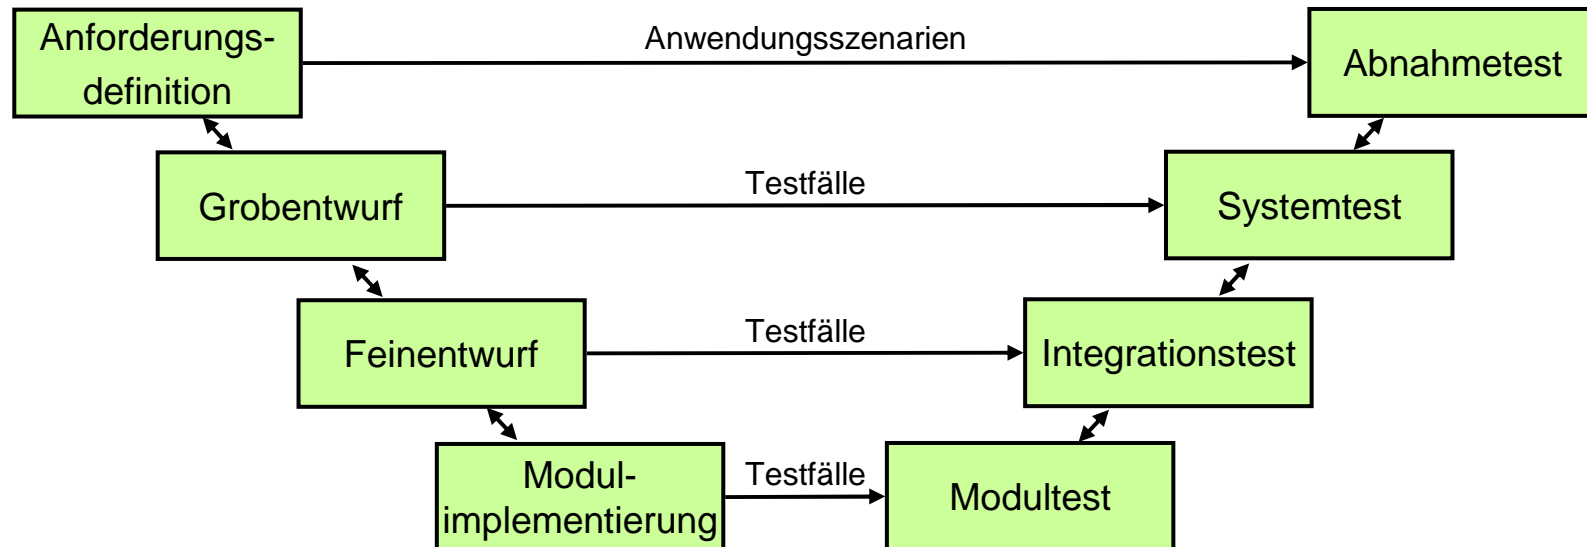 Anforderungs-
definition
Anwendungsszenarien
Abnahmetest
Grobentwurf
Testfälle
Systemtest
Feinentwurf
Testfälle
Integrationstest
Modul-
implementierung
Testfälle
Modultest